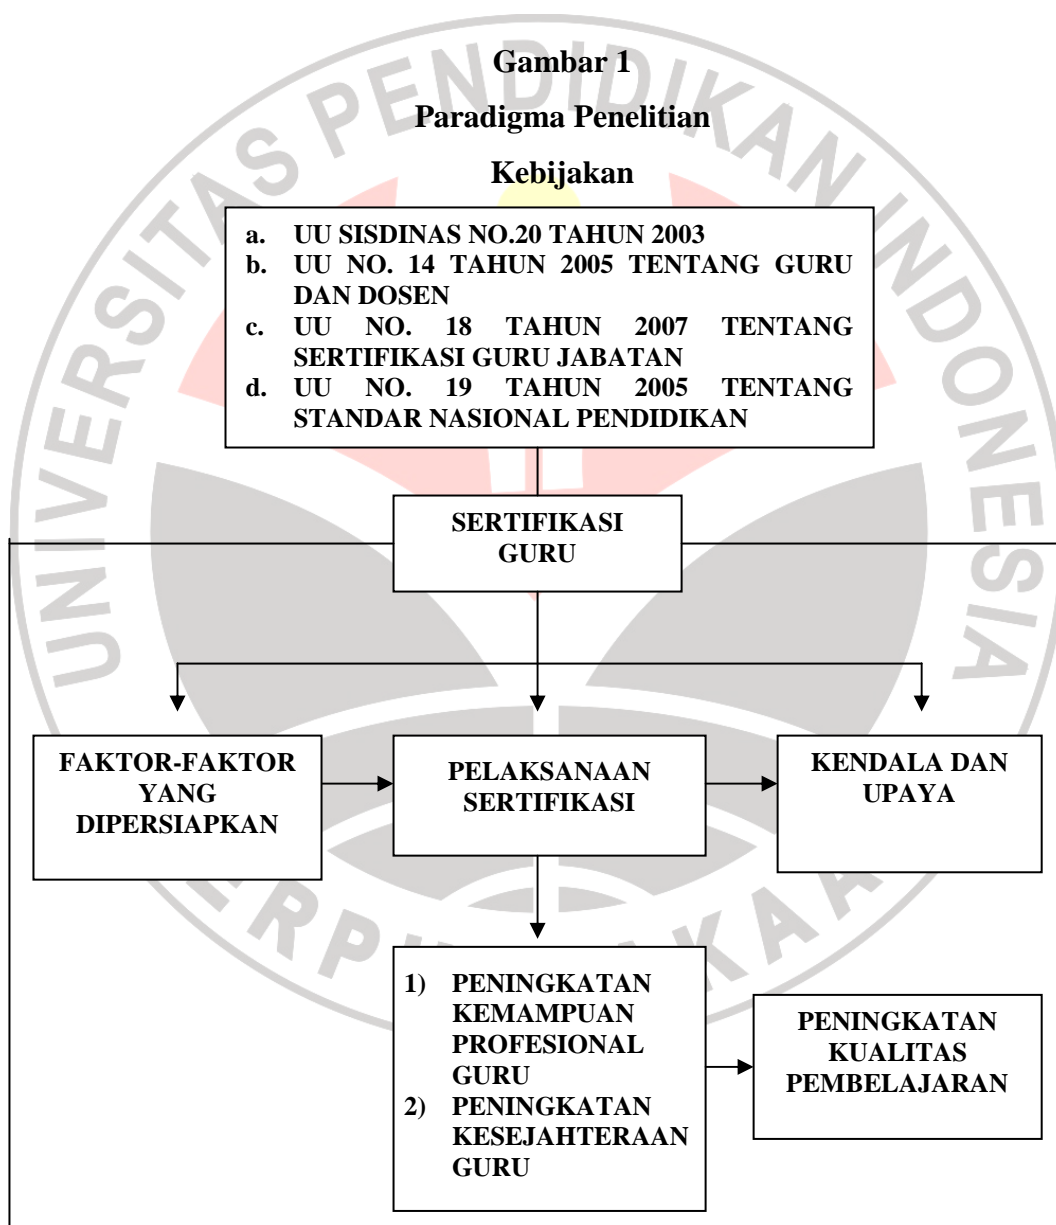 Gambar 1
Paradigma Penelitian
Kebijakan
a. UU SISDINAS NO.20 TAHUN 2003
b. UU NO. 14 TAHUN 2005 TENTANG GURU
DAN DOSEN
c. UU NO. 18 TAHUN 2007 TENTANG
SERTIFIKASI GURU JABATAN
d. UU NO. 19 TAHUN 2005 TENTANG
STANDAR NASIONAL PENDIDIKAN
SERTIFIKASI
GURU
FAKTOR-FAKTOR
YANG
DIPERSIAPKAN
PELAKSANAAN
SERTIFIKASI
KENDALA DAN
UPAYA
1) PENINGKATAN
KEMAMPUAN
PROFESIONAL
GURU
2) PENINGKATAN
KESEJAHTERAAN
GURU
PENINGKATAN
KUALITAS
PEMBELAJARAN
UNIVERSITAS PENDIDIKAN INDONESIA